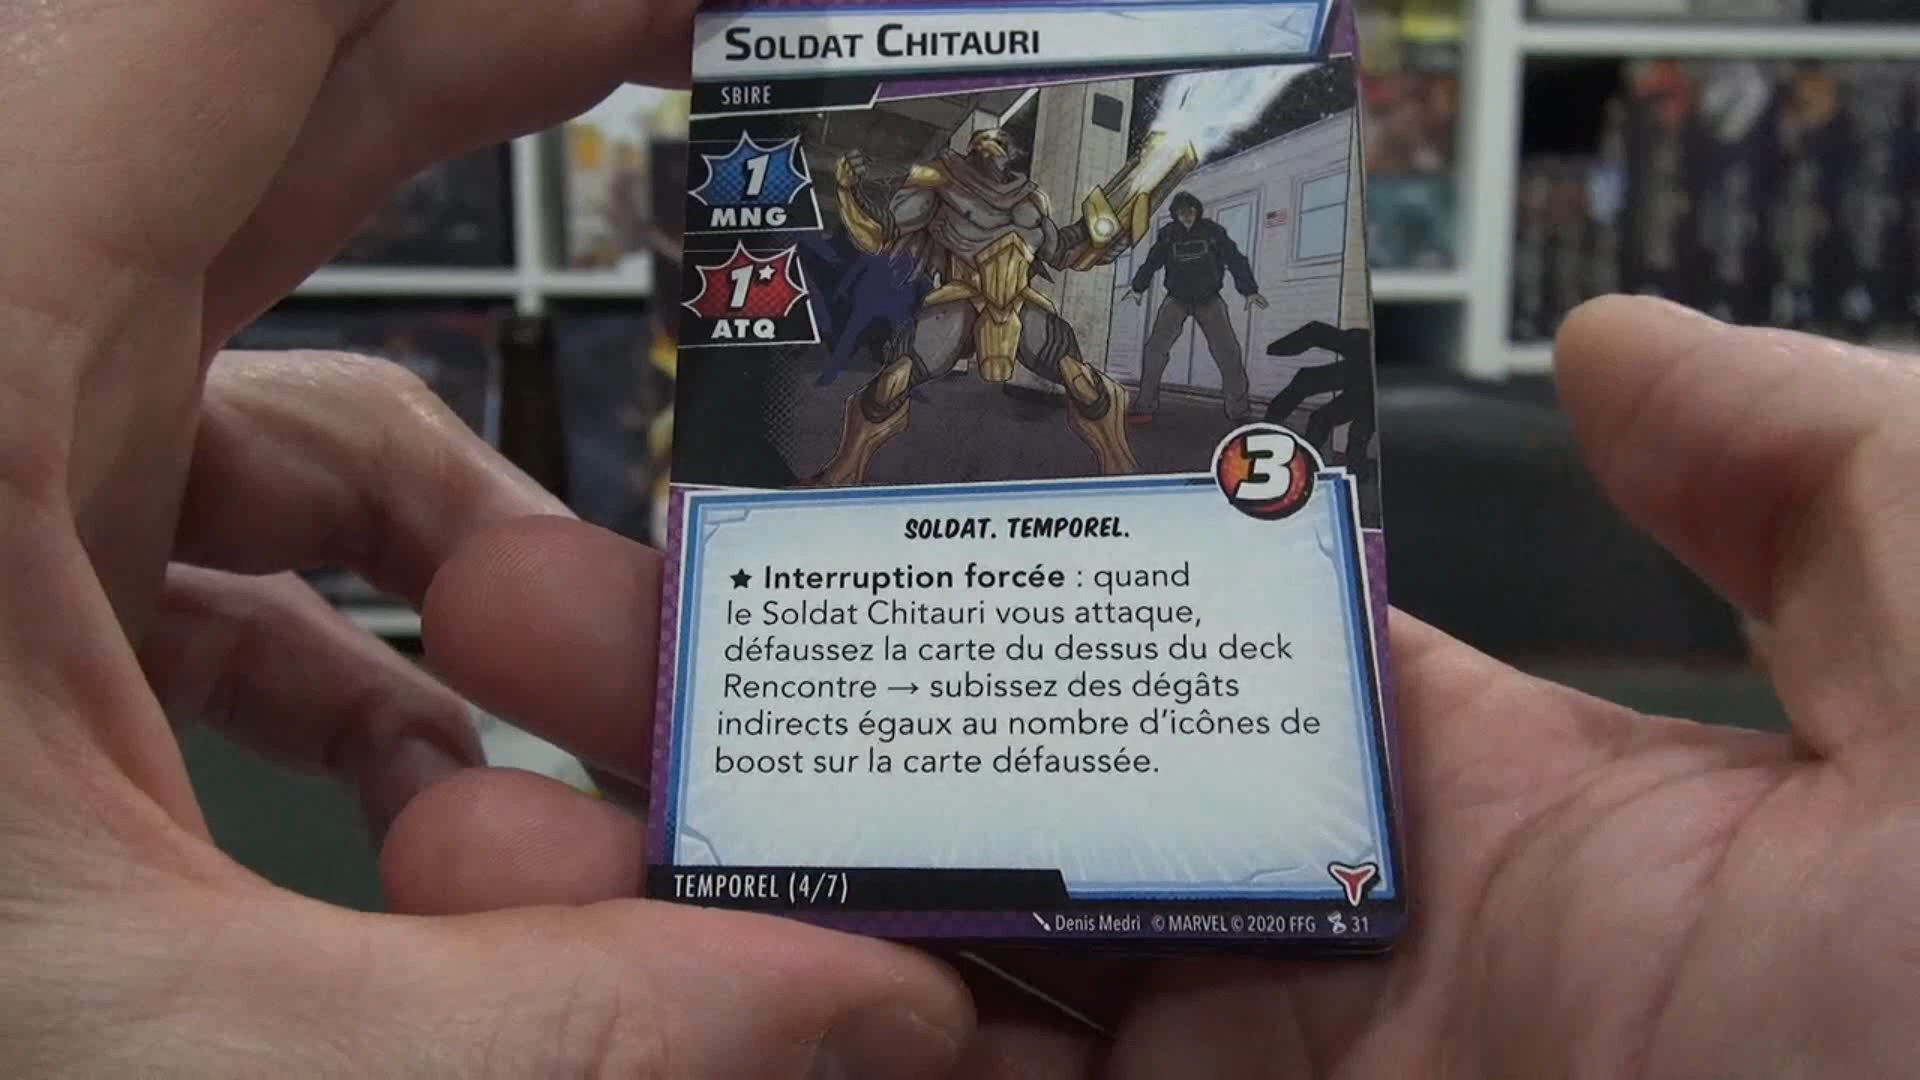 SOLDAT CHITAURI
SBIRE
1
MNG
1★
ATQ
3
SOLDAT. TEMPOREL.
★ Interruption forcée : quand
le Soldat Chitauri vous attaque,
défaussez la carte du dessus du deck
Rencontre → subissez des dégâts
indirects égaux au nombre d'icônes de
boost sur la carte défaussée.
TEMPOREL (4/7)
Denis Medri © MARVEL © 2020 FFG 31